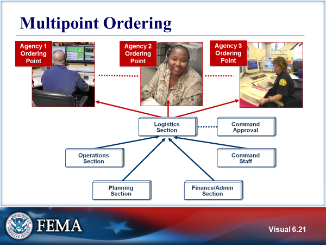 Multipoint Ordering
Agency 1
Ordering
Point
Agency 2
Ordering
Point
Agency 3
Ordering
Point
Logistics
Section
Command
Approval
Operations
Section
Command
Staff
Planning
Section
Finance/Admin
Section
FEMA
Visual 6.21